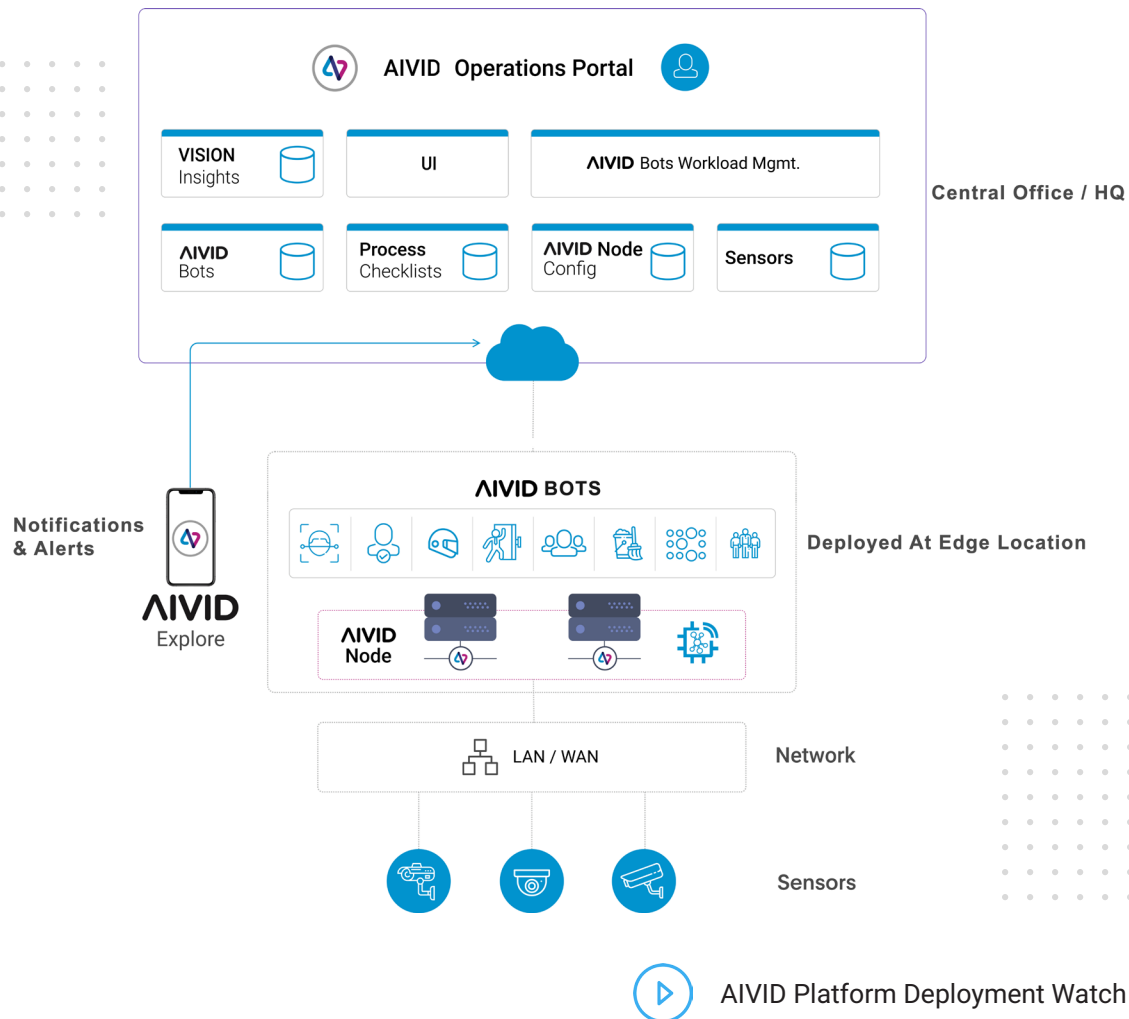 AIVID Operations Portal
VISION
Insights
UI
AIVID Bots Workload Mgmt.
Central Office / HQ
AIVID
Bots
Process
Checklists
AIVID Node
Config
Sensors
AIVID BOTS
Notifications
& Alerts
Deployed At Edge Location
AIVID
Explore
AIVID
Node
LAN / WAN
Network
Sensors
AIVID Platform Deployment Watch